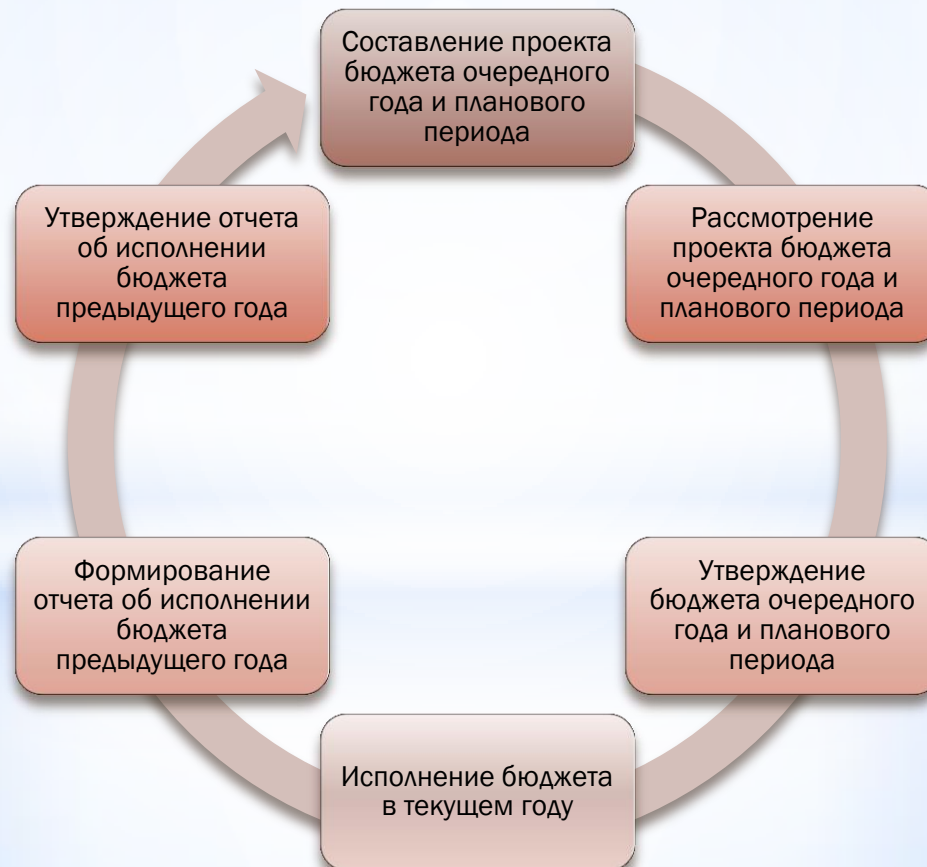 Составление проекта
бюджета очередного
года и планового
периода
Рассмотрение
проекта бюджета
очередного года и
планового периода
Утверждение
бюджета очередного
года и планового
периода
Исполнение бюджета
в текущем году
Формирование
отчета об исполнении
бюджета
предыдущего года
Утверждение отчета
об исполнении
бюджета
предыдущего года